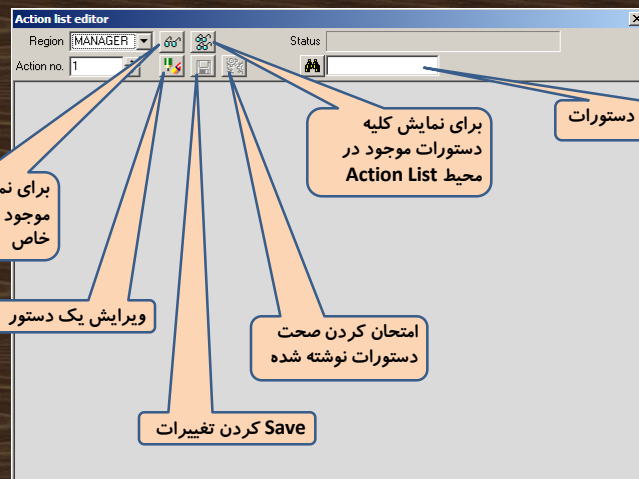 Action list editor
Region MANAGER
Status
Action no. 1
دستورات
برای نمایش کلیه
دستورات موجود در
محیط Action List
برای
موجود
خاص
ویرایش یک دستور
امتحان کردن صحت
دستورات نوشته شده
Save کردن تغییرات